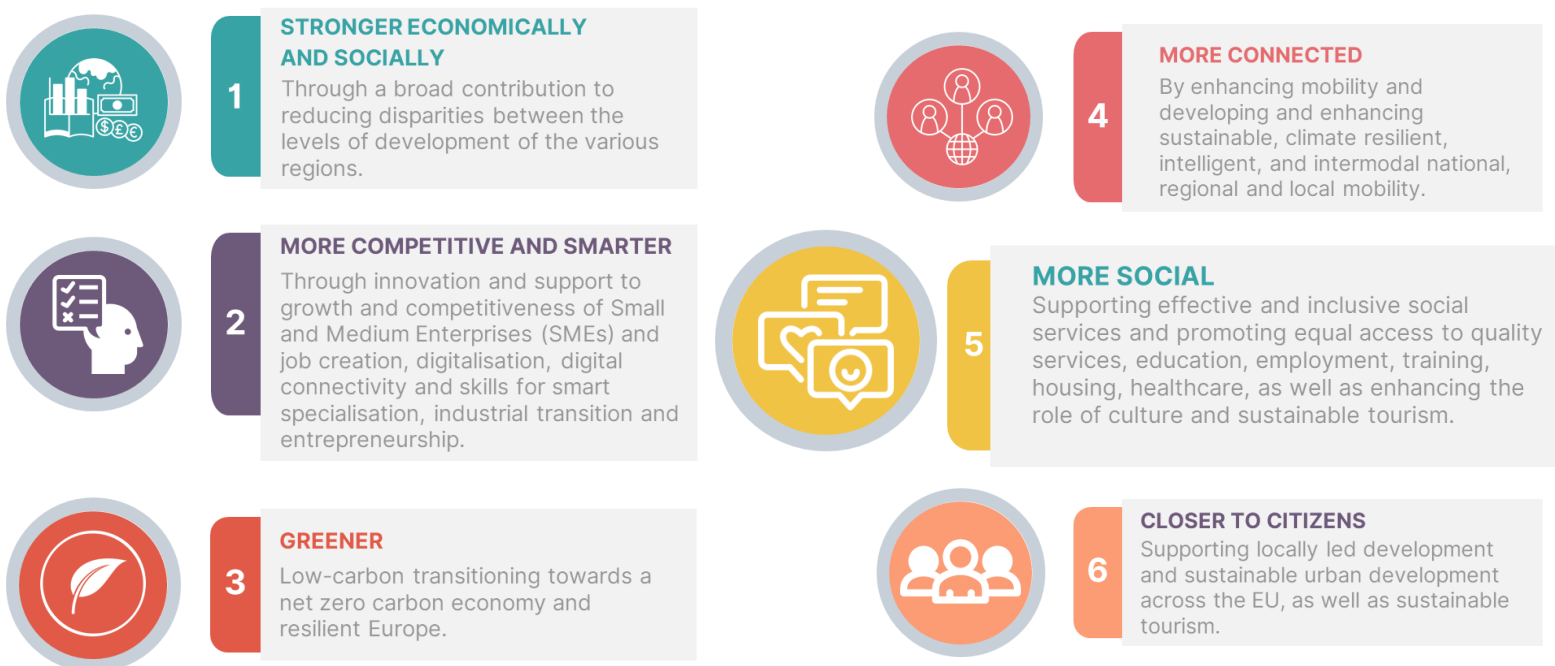 1
STRONGER ECONOMICALLY
AND SOCIALLY
Through a broad contribution to
reducing disparities between the
levels of development of the various
regions.
$££
2
MORE COMPETITIVE AND SMARTER
Through innovation and support to
growth and competitiveness of Small
and Medium Enterprises (SMEs) and
job creation, digitalisation, digital
connectivity and skills for smart
specialisation, industrial transition and
entrepreneurship.
3
GREENER
Low-carbon transitioning towards a
net zero carbon economy and
resilient Europe.
4
MORE CONNECTED
By enhancing mobility and
developing and enhancing
sustainable, climate resilient,
intelligent, and intermodal national,
regional and local mobility.
5
MORE SOCIAL
Supporting effective and inclusive social
services and promoting equal access to quality
services, education, employment, training,
housing, healthcare, as well as enhancing the
role of culture and sustainable tourism.
6
CLOSER TO CITIZENS
Supporting locally led development
and sustainable urban development
across the EU, as well as sustainable
tourism.